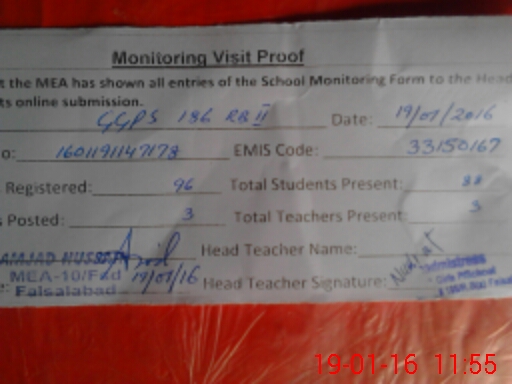 Monitoring Visit Proof
t the MEA has shown all entries of the School Monitoring Form to the Head
ts online submission.
GGPS 186 RB II Date: 19/01/2016
o: 1601191147178 EMIS Code: 33150167
Registered: 96 Total Students Present: 88
s Posted: 3 Total Teachers Present: 3
AMJAD HUSSAIN Head Teacher Name:
MEA-10/Fsd 19/01/16 Head Teacher Signature:
Faisalabad
Headmistress
19-01-16 11:55